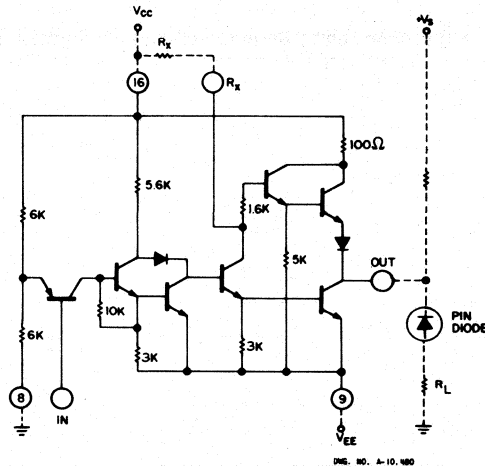 VCC
+VS
RX
16
RX
100Ω
5.6K
1.6K
6K
5K
OUT
10K
6K
3K
3K
PIN
DIODE
8
IN
9
RL
VEE
DWG. NO. A-10,480